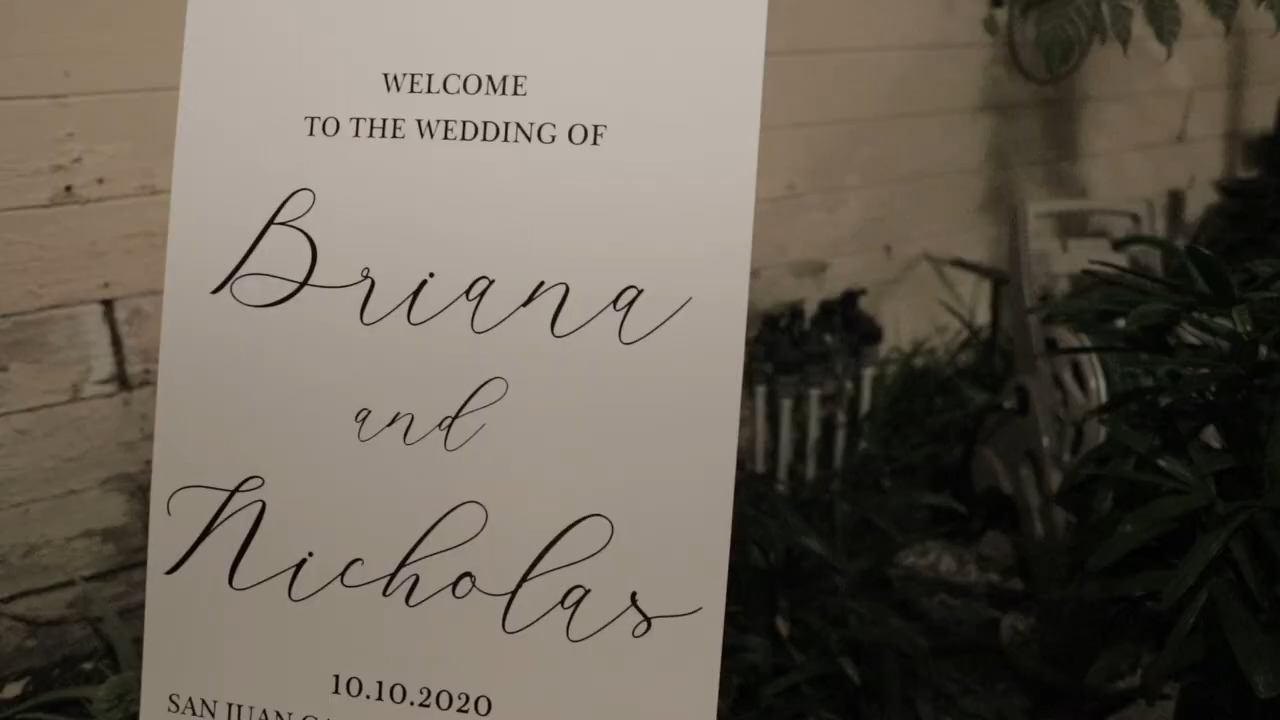 WELCOME
TO THE WEDDING OF
Briana
and
Nicholas
10.10.2020
SAN JUAN